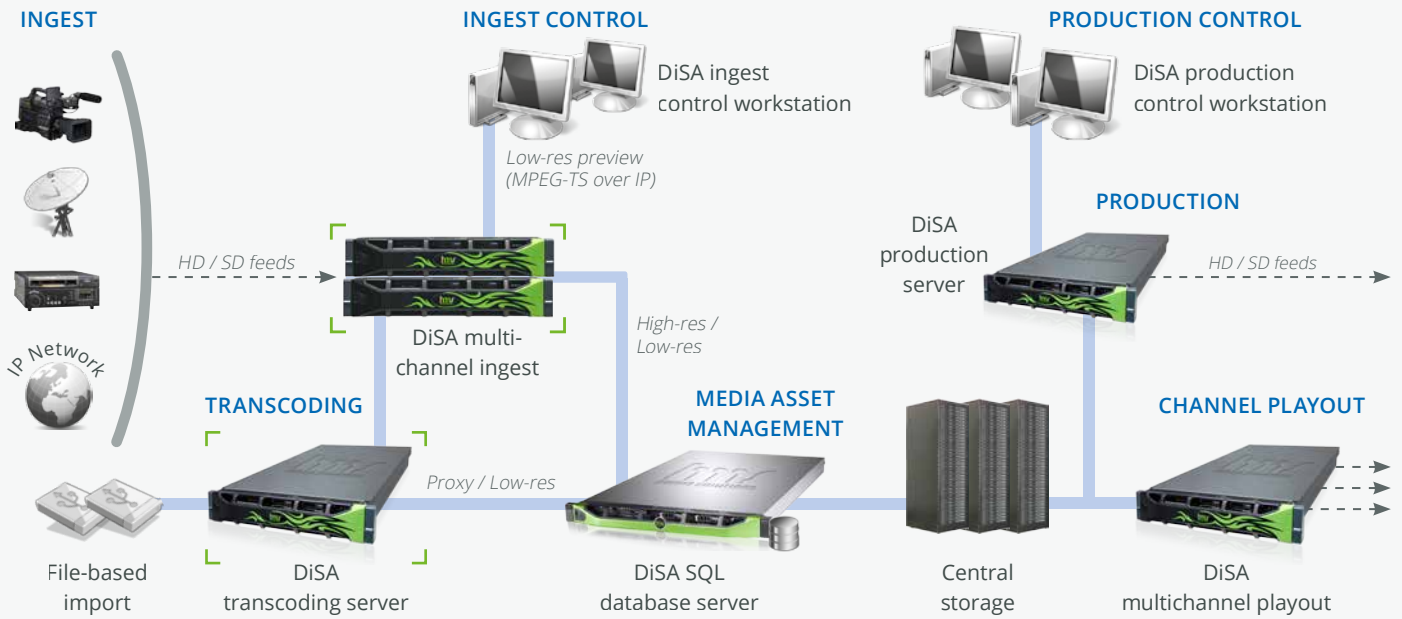 INGEST
INGEST CONTROL
PRODUCTION CONTROL
DiSA ingest
control workstation
DiSA production
control workstation
Low-res preview
(MPEG-TS over IP)
PRODUCTION
DiSA
production
server
HD / SD feeds
HD / SD feeds
hmv
hmv
High-res /
Low-res
DiSA multi-
channel ingest
IP Network
TRANSCODING
MEDIA ASSET
MANAGEMENT
CHANNEL PLAYOUT
Proxy / Low-res
File-based
import
DiSA
transcoding server
DiSA SQL
database server
Central
storage
DiSA
multichannel playout